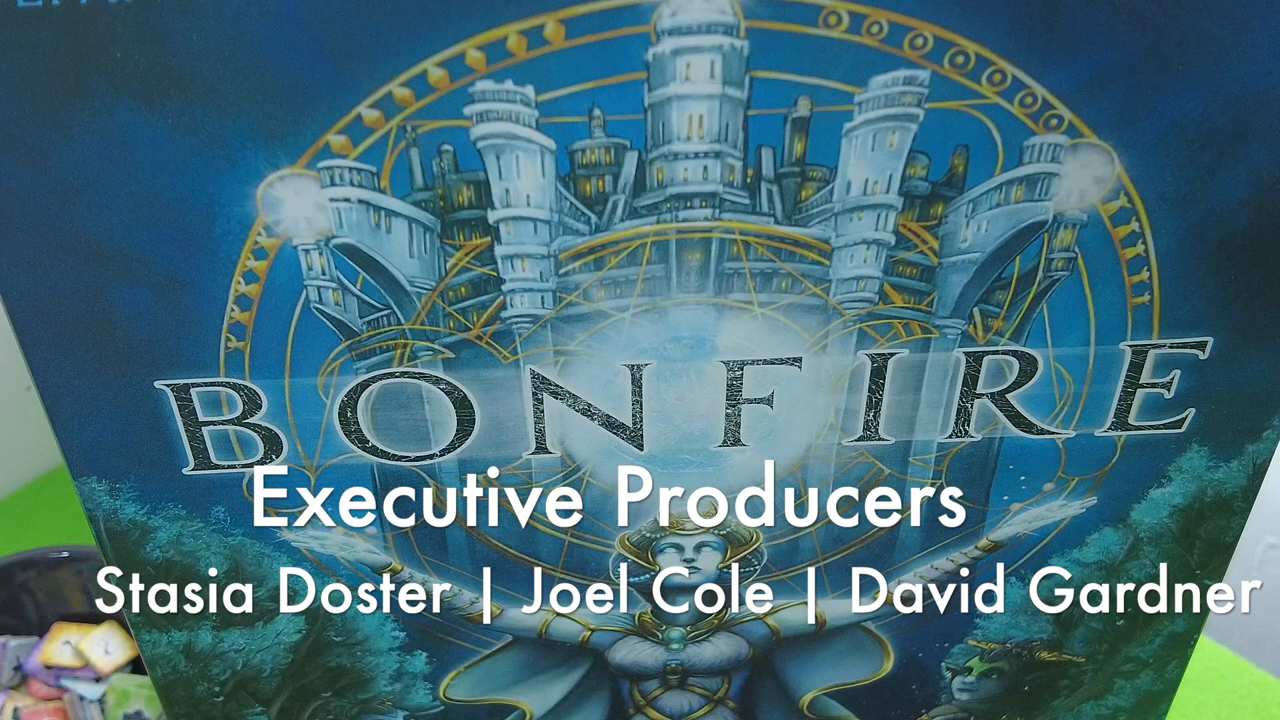 BONFIRE
Executive Producers
Stasia Doster | Joel Cole | David Gardner